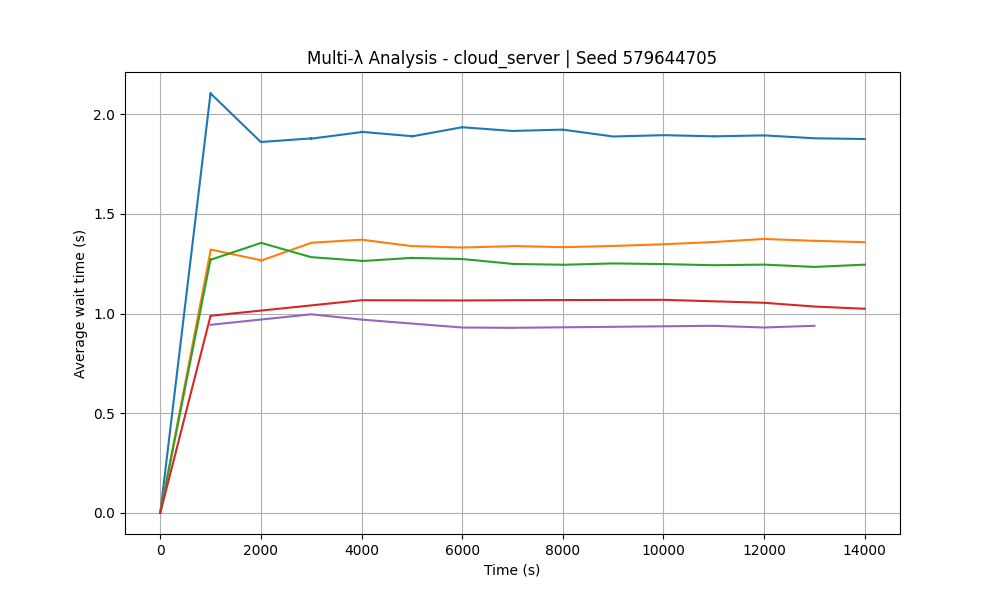 Multi-λ Analysis - cloud_server | Seed 579644705
Average wait time (s)
2.0
1.5
1.0
0.5
0.0
0 2000 4000 6000 8000 10000 12000 14000
Time (s)